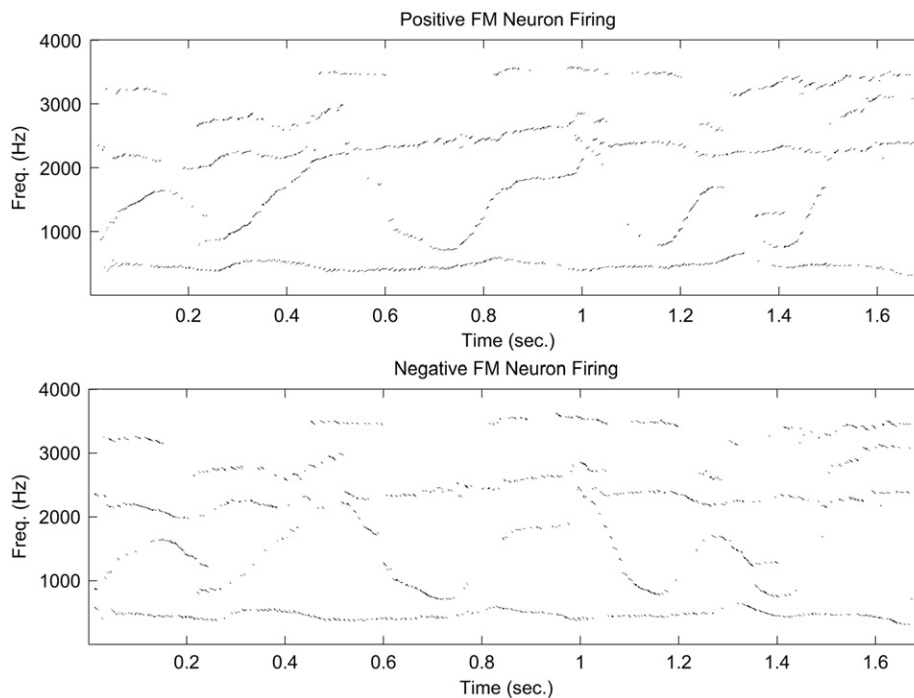 Positive FM Neuron Firing
4000
3000
2000
1000
Freq. (Hz)
0.2 0.4 0.6 0.8 1 1.2 1.4 1.6
Time (sec.)
Negative FM Neuron Firing
4000
3000
2000
1000
Freq. (Hz)
0.2 0.4 0.6 0.8 1 1.2 1.4 1.6
Time (sec.)